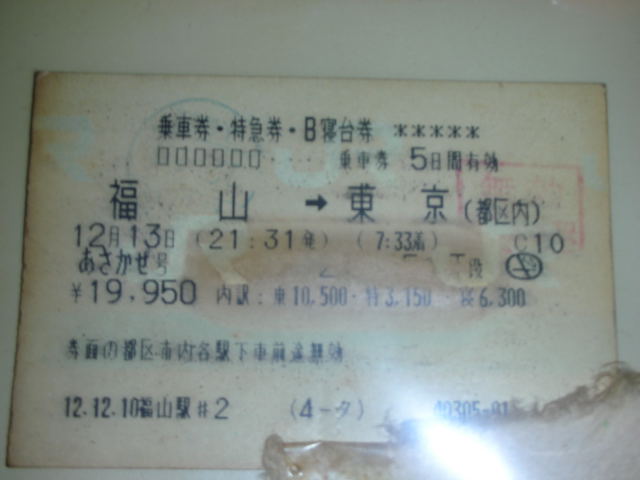 乗車券・特急券・B寝台券 *****
□□□□□□・・・・ 乗車券 5日間有効
福山 → 東京(都区内)
12月13日 (21:31発) (7:33着) C10
あさかぜ号 2 5 下段
¥19,950 内訳:乗10,500・特3,150・寝6,300
券面の都区市内各駅下車前途無効
12.12.10福山駅#2 (4-タ) 40305-01